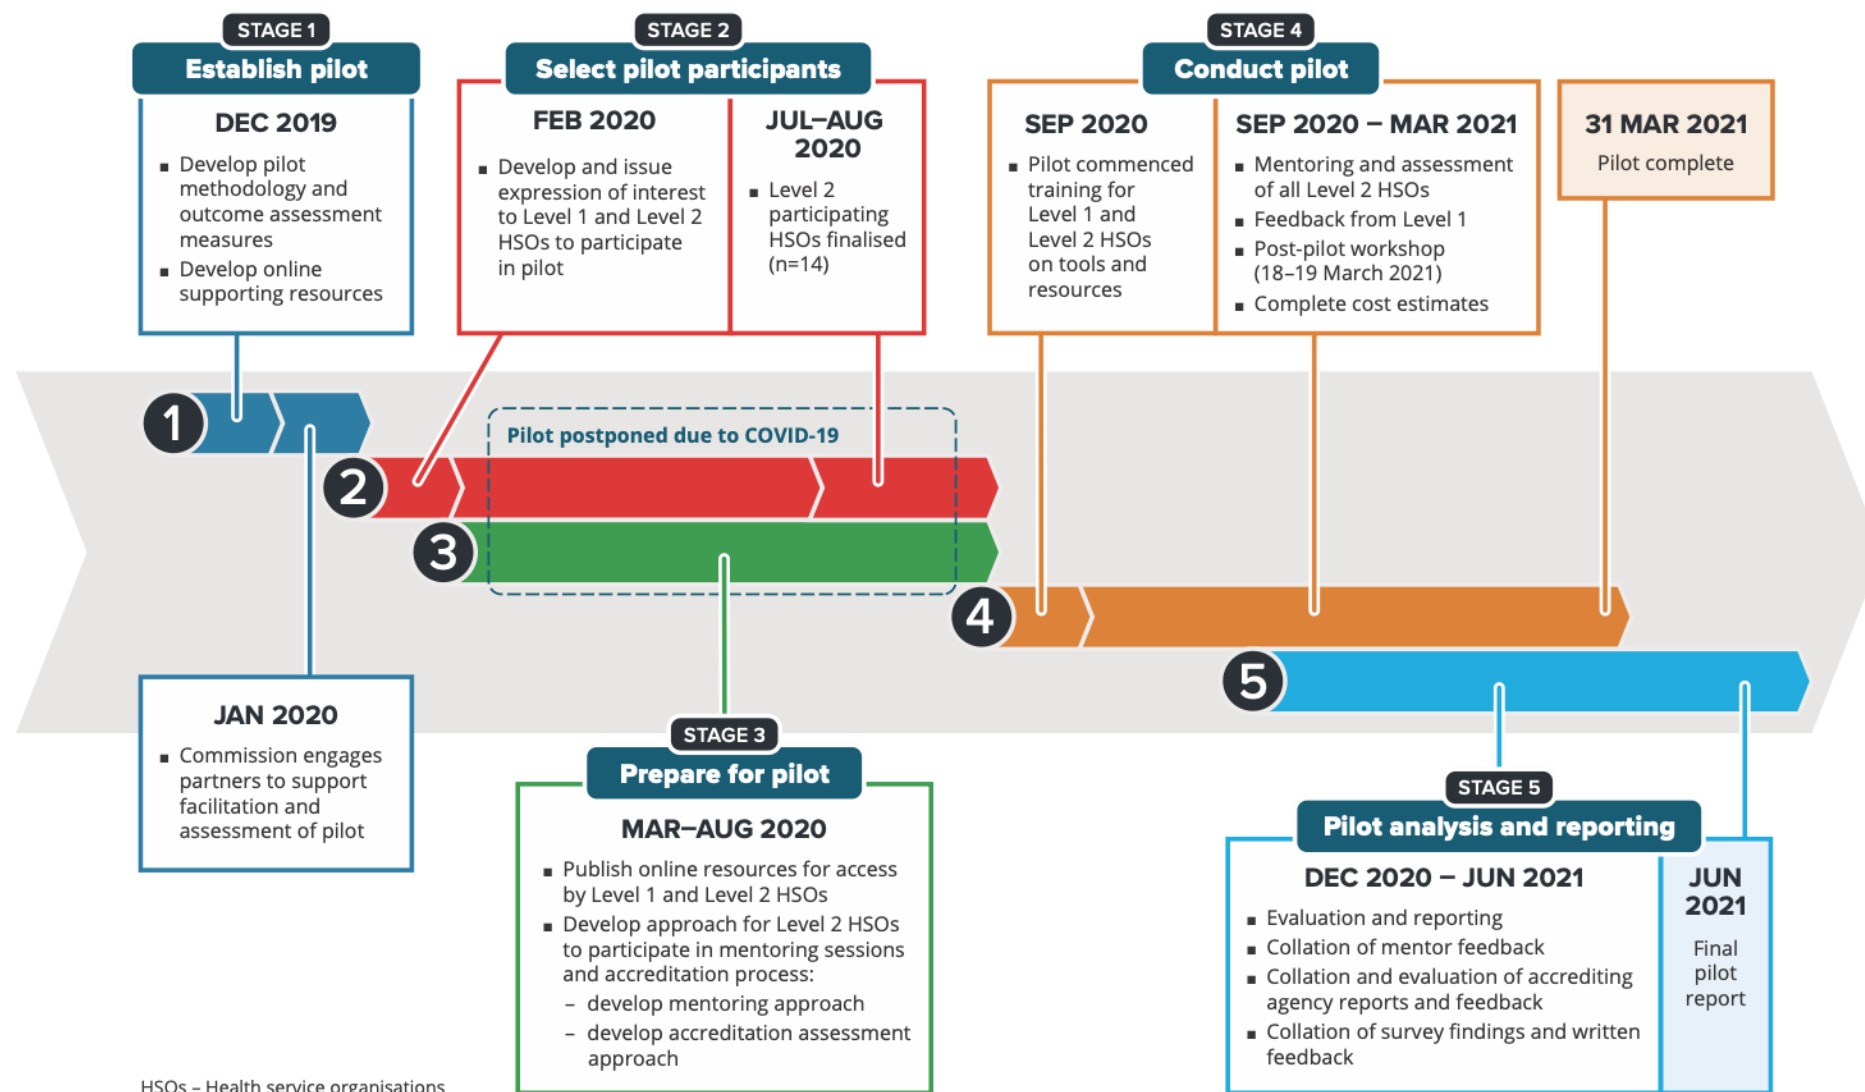 STAGE 1
Establish pilot
DEC 2019
▪ Develop pilot
methodology and
outcome assessment
measures
▪ Develop online
supporting resources
STAGE 2
Select pilot participants
FEB 2020
▪ Develop and issue
expression of interest
to Level 1 and Level 2
HSOs to participate
in pilot
JUL–AUG
2020
▪ Level 2
participating
HSOs finalised
(n=14)
STAGE 4
Conduct pilot
SEP 2020
▪ Pilot commenced
training for
Level 1 and
Level 2 HSOs
on tools and
resources
SEP 2020 – MAR 2021
▪ Mentoring and assessment
of all Level 2 HSOs
▪ Feedback from Level 1
▪ Post-pilot workshop
(18–19 March 2021)
▪ Complete cost estimates
31 MAR 2021
Pilot complete
1
Pilot postponed due to COVID-19
2
3
4
5
JAN 2020
▪ Commission engages
partners to support
facilitation and
assessment of pilot
STAGE 3
Prepare for pilot
MAR–AUG 2020
▪ Publish online resources for access
by Level 1 and Level 2 HSOs
▪ Develop approach for Level 2 HSOs
to participate in mentoring sessions
and accreditation process:
– develop mentoring approach
– develop accreditation assessment
approach
STAGE 5
Pilot analysis and reporting
DEC 2020 – JUN 2021
▪ Evaluation and reporting
▪ Collation of mentor feedback
▪ Collation and evaluation of accrediting
agency reports and feedback
▪ Collation of survey findings and written
feedback
JUN
2021
Final
pilot
report
HSOs – Health service organisations